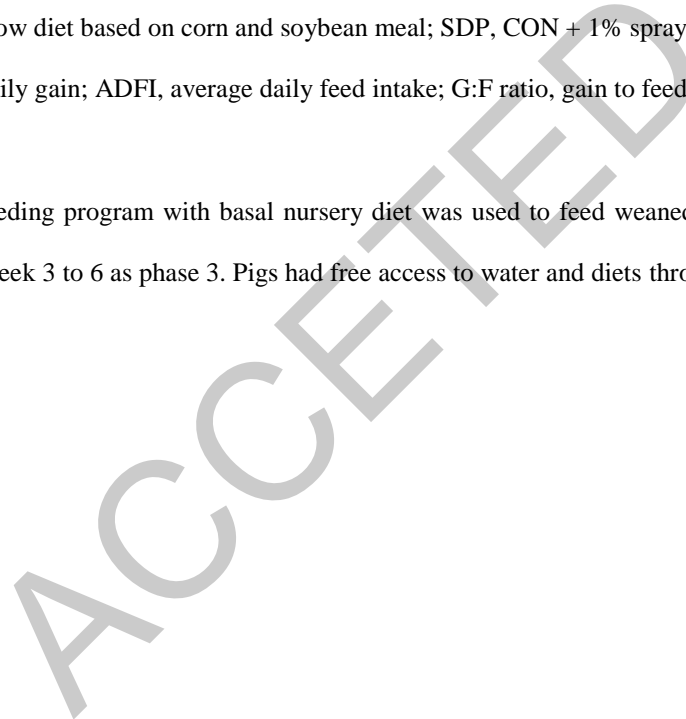 ow diet based on corn and soybean meal; SDP, CON + 1% spray
ily gain; ADFI, average daily feed intake; G:F ratio, gain to feed
eding program with basal nursery diet was used to feed weaned
eek 3 to 6 as phase 3. Pigs had free access to water and diets thro
ACCETED